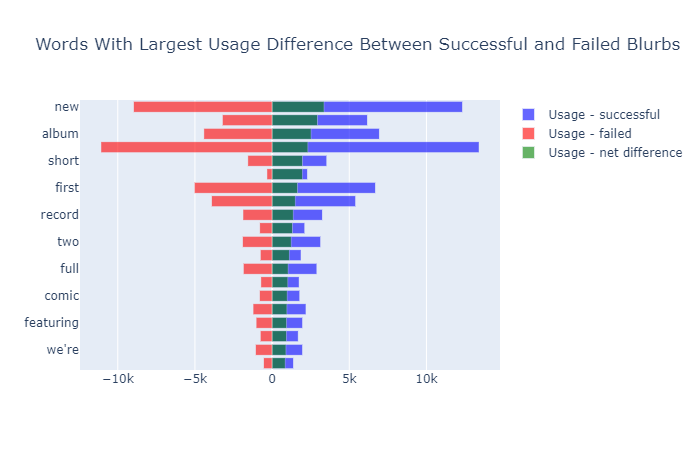 Words With Largest Usage Difference Between Successful and Failed Blurbs
new
album
short
first
record
two
full
comic
featuring
we're
−10k −5k 0 5k 10k
Usage - successful
Usage - failed
Usage - net difference